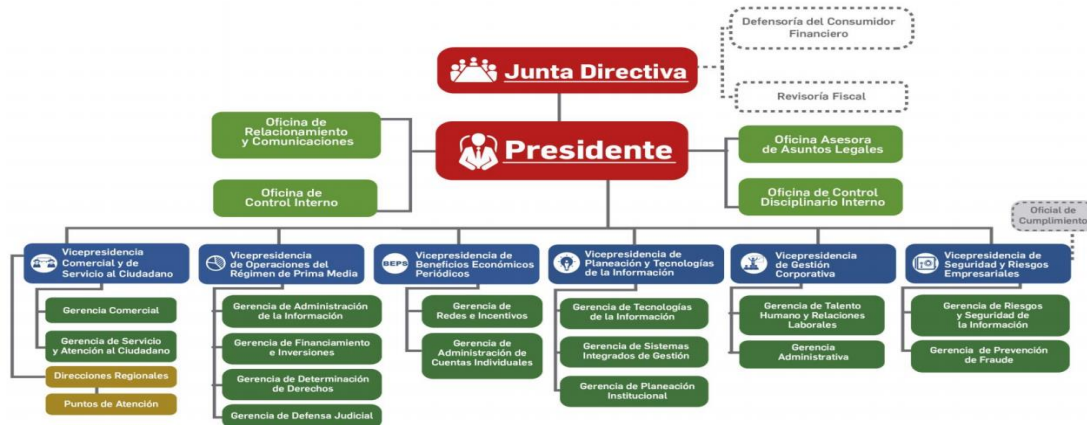 Defensoría del Consumidor
Financiero
Junta Directiva
Revisoría Fiscal
Oficina de
Relacionamiento
y Comunicaciones
Presidente
Oficina Asesora
de Asuntos Legales
Oficina de
Control Interno
Oficina de Control
Disciplinario Interno
Oficial de
Cumplimiento
Vicepresidencia
Comercial y de
Servicio al Ciudadano
Vicepresidencia
de Operaciones del
Régimen de Prima Media
BEPS
Vicepresidencia de
Beneficios Económicos
Periódicos
Vicepresidencia de
Planeación y Tecnologías
de la Información
Vicepresidencia
de Gestión
Corporativa
Vicepresidencia de
Seguridad y Riesgos
Empresariales
Gerencia Comercial
Gerencia de Servicio
y Atención al Ciudadano
Direcciones Regionales
Puntos de Atención
Gerencia de Administración
de la Información
Gerencia de Financiamiento
e Inversiones
Gerencia de Determinación
de Derechos
Gerencia de Defensa Judicial
Gerencia de
Redes e Incentivos
Gerencia de
Administración de
Cuentas Individuales
Gerencia de Tecnologías
de la Información
Gerencia de Sistemas
Integrados de Gestión
Gerencia de Planeación
Institucional
Gerencia de Talento
Humano y Relaciones
Laborales
Gerencia
Administrativa
Gerencia de Riesgos
y Seguridad de
la Información
Gerencia de Prevención
de Fraude